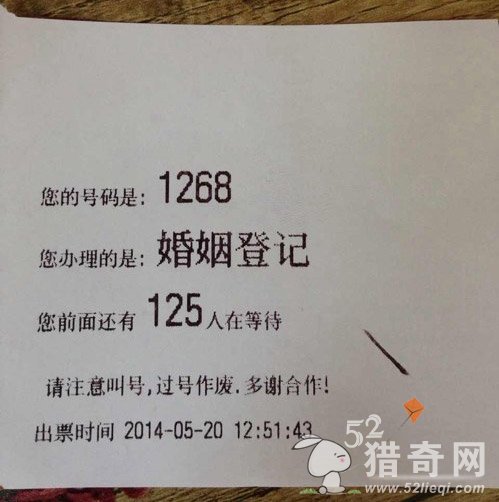 您的号码是: 1268
您办理的是: 婚姻登记
您前面还有 125 人在等待
请注意叫号,过号作废.多谢合作!
出票时间 2014-05-20 12:51:43
52猎奇网
www.52lieqi.com